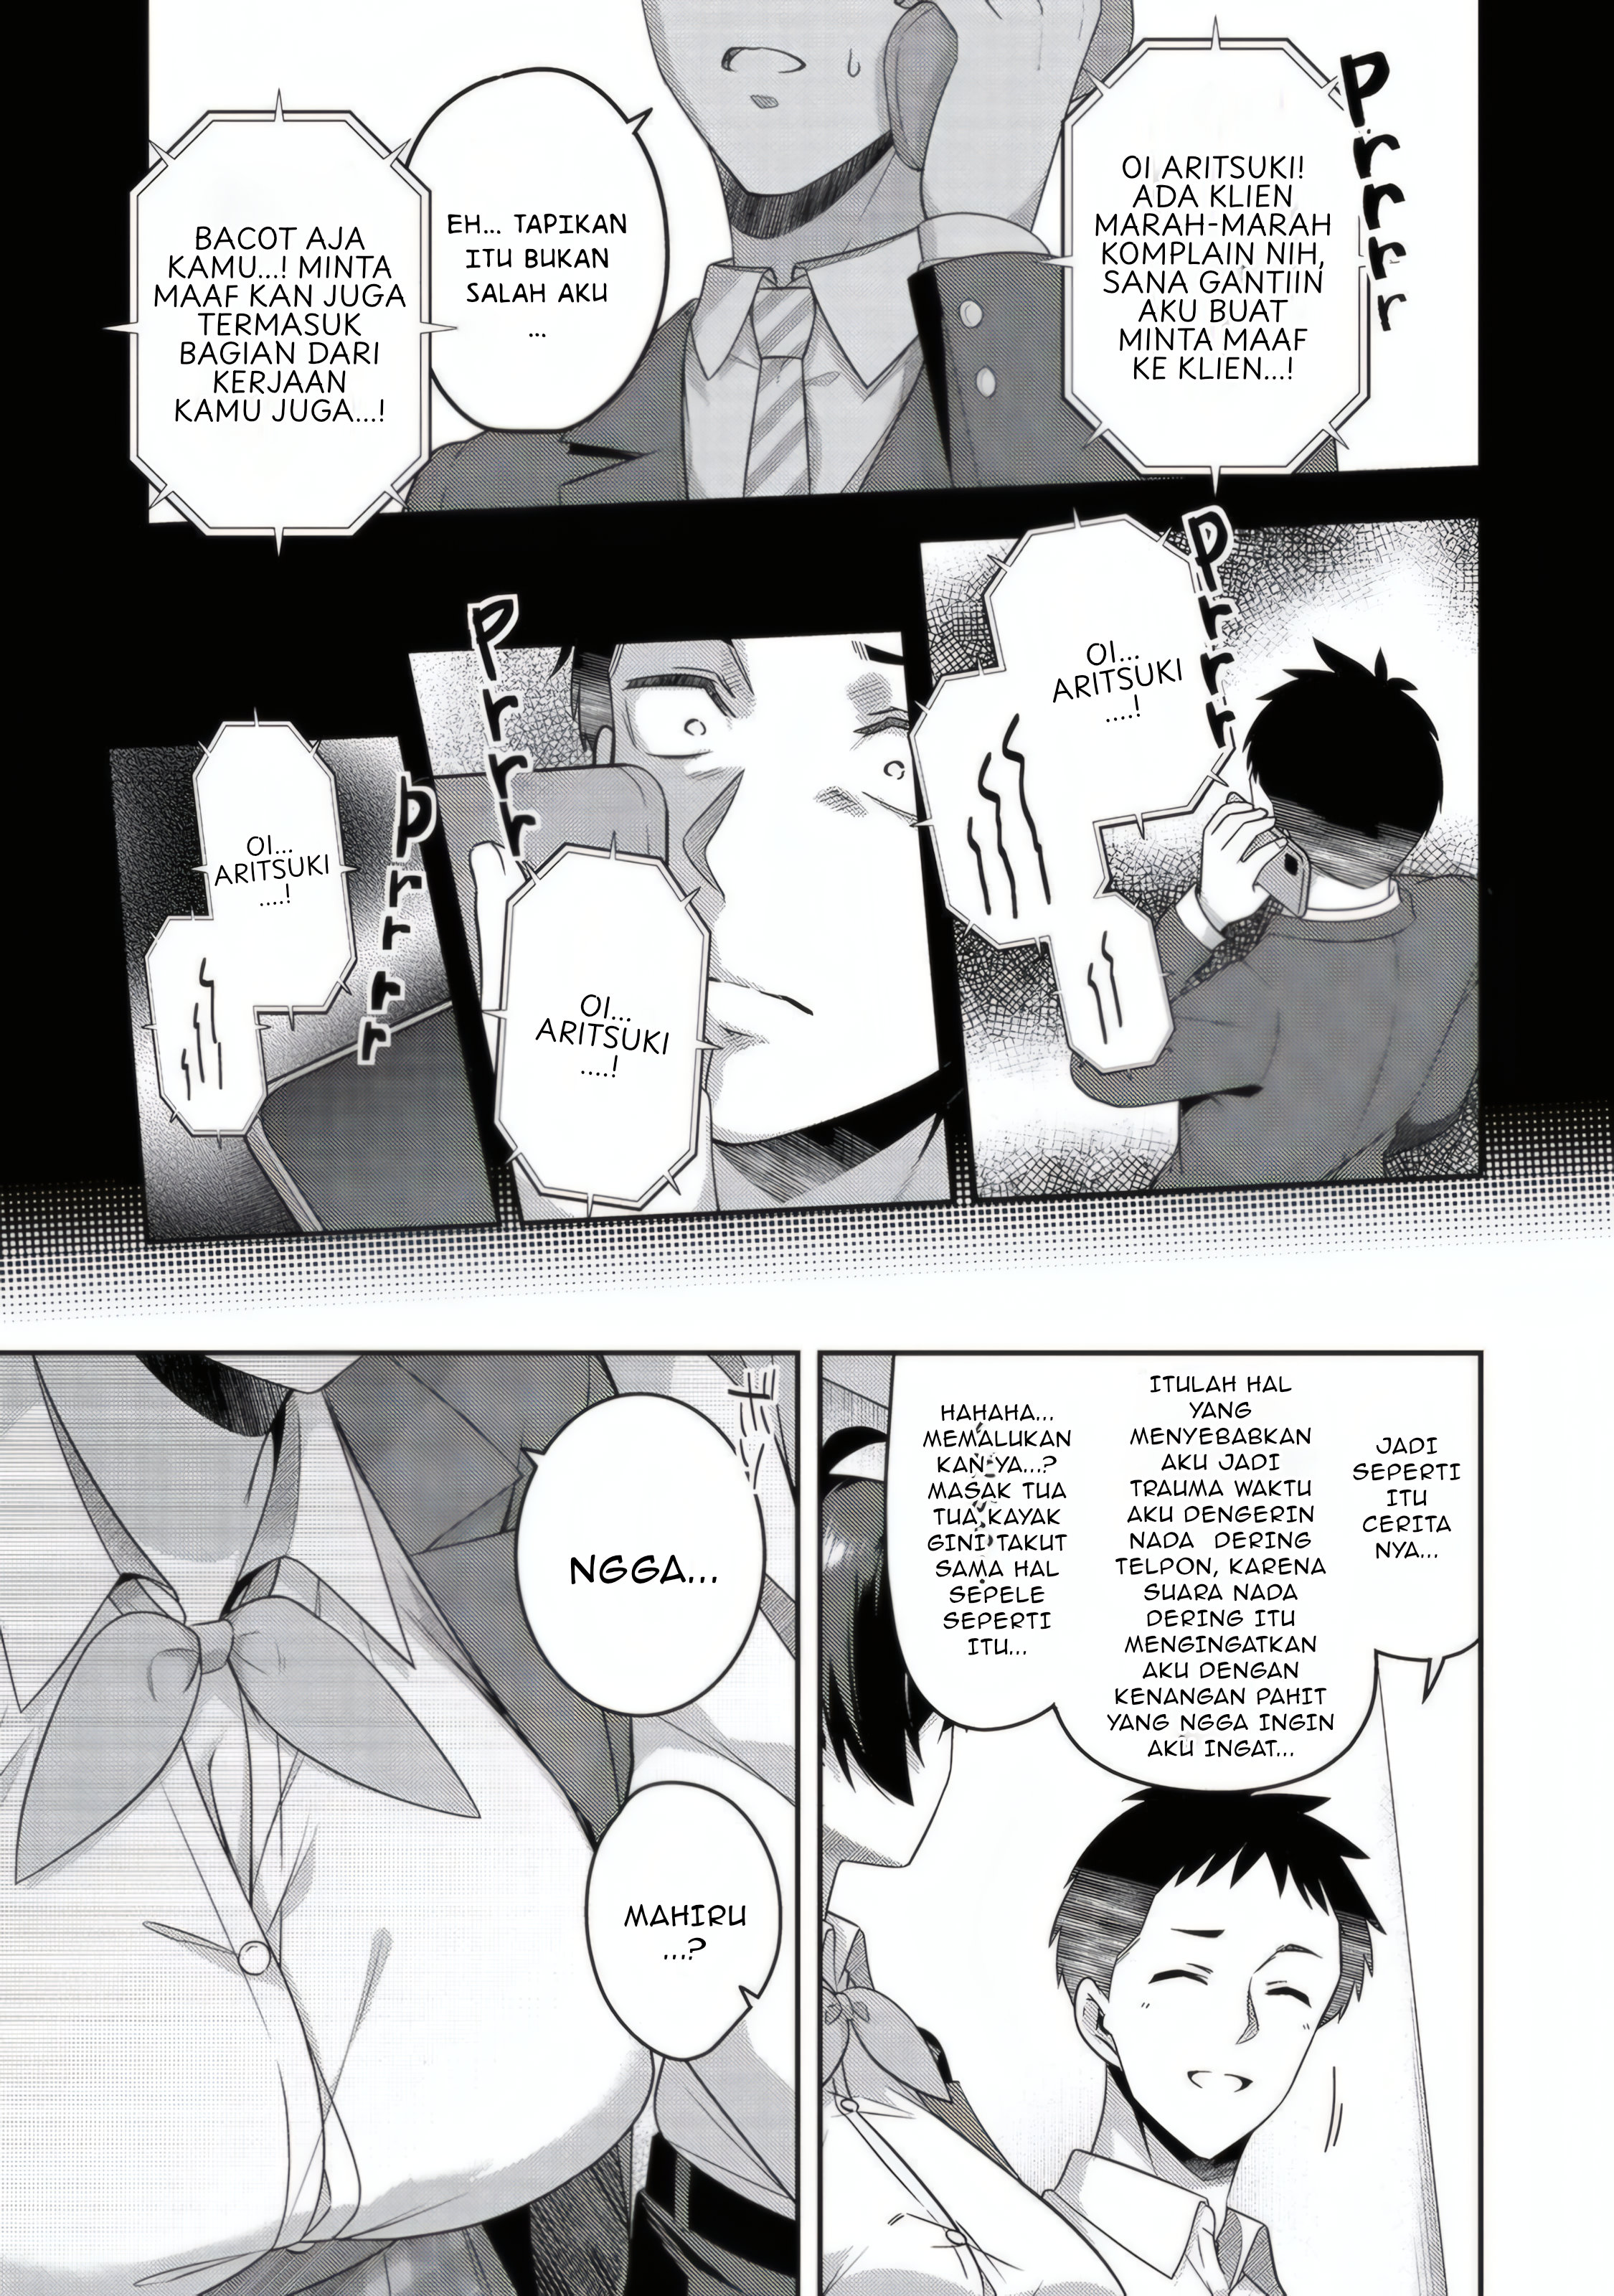 Prrrr
OI ARITSUKI!
ADA KLIEN
MARAH-MARAH
KOMPLAIN NIH,
SANA GANTIIN
AKU BUAT
MINTA MAAF
KE KLIEN...!
EH... TAPIKAN
ITU BUKAN
SALAH AKU
...
BACOT AJA
KAMU...! MINTA
MAAF KAN JUGA
TERMASUK
BAGIAN DARI
KERJAAN
KAMU JUGA...!
Prrrr
OI...
ARITSUKI
....!
Prrrr
OI...
ARITSUKI
....!
Prrrr
OI...
ARITSUKI
....!
JADI
SEPERTI
ITU
CERITA
NYA...
ITULAH HAL
YANG
MENYEBABKAN
AKU JADI
TRAUMA WAKTU
AKU DENGERIN
NADA DERING
TELPON, KARENA
SUARA NADA
DERING ITU
MENGINGATKAN
AKU DENGAN
KENANGAN PAHIT
YANG NGGA INGIN
AKU INGAT...
HAHAHA...
MEMALUKAN
KAN YA...?
MASAK TUA
TUA KAYAK
GINI TAKUT
SAMA HAL
SEPELE
SEPERTI
ITU...
NGGA...
MAHIRU
...?